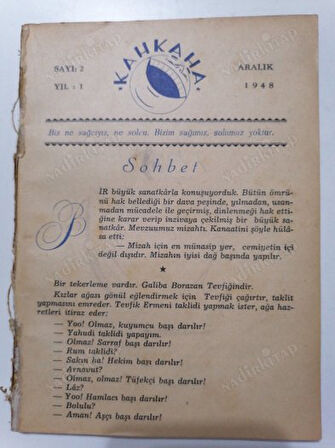 KAHKAHA
SAYI: 2
YIL : 1
ARALIK
1948
Biz ne sağcıyız, ne solcu. Bizim sağımız, solumuz yoktur.
Sohbet
BİR büyük sanatkârla konuşuyorduk. Bütün ömrü-
nü hak bellediği bir dava peşinde, yılmadan, usan-
madan mücadele ile geçirmiş, dinlenmeği hak etti-
ğine karar verip inzivaya çekilmiş bir büyük sa-
natkâr. Mevzuumuz mizahtı. Kanaatini şöyle hülâ-
sa etti:
— Mizah için en münasip yer, cemiyetin içi
değil dışıdır. Mizahın iyisi dağ başında yapılır.
★
Bir tekerleme vardır. Galiba Borazan Tevfiğindir.
Kızlar ağası gönül eğlendirmek için Tevfiği çağırtır, taklit
yapmasını emreder. Tevfik Ermeni taklidi yapmak ister, ağa haz-
retleri itiraz eder:
— Yoo! Olmaz, kuyumcu başı darılır!
— Yahudi taklidi yapayım.
— Olmaz! Sarraf başı darılır!
— Rum taklidi?
— Sakın ha! Hekim başı darılır!
— Arnavut?
— Olmaz, olmaz! Tüfekçi başı darılır!
— Lâz?
— Yoo! Hamlacı başı darılır!
— Bolulu?
— Aman! Aşçı başı darılır!
NADİR KİTAP